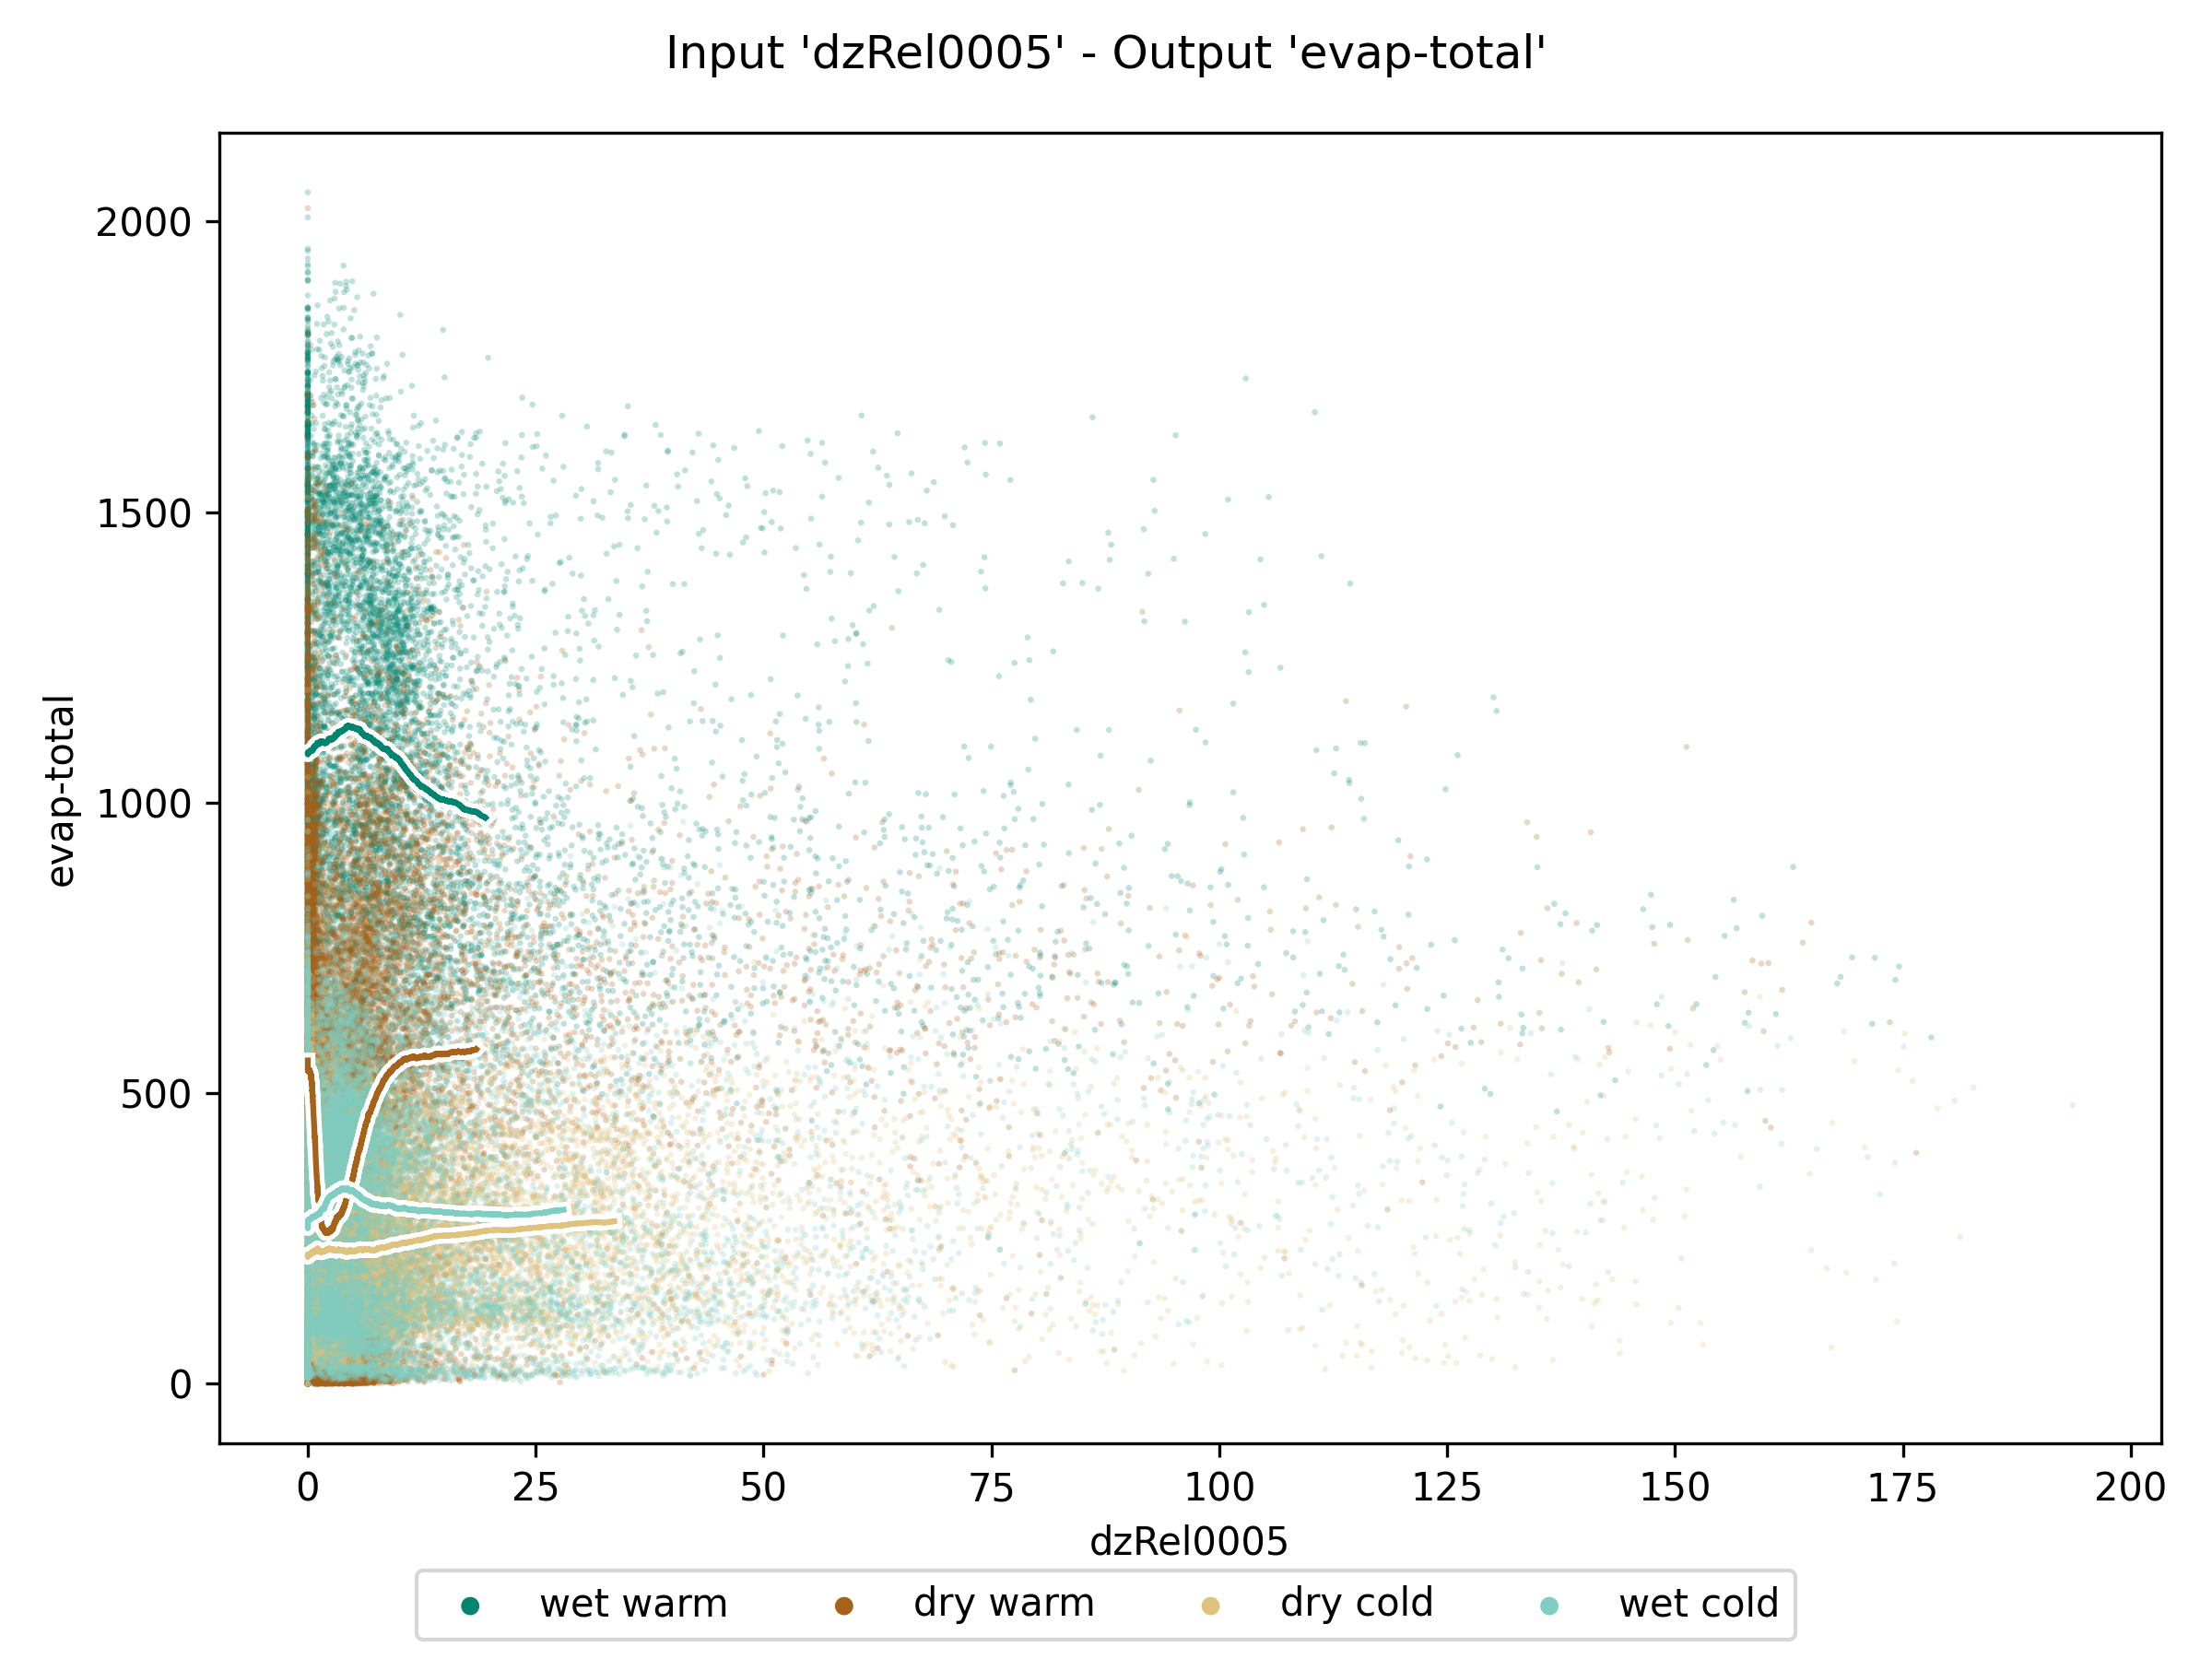 Input 'dzRel0005' - Output 'evap-total'
2000
1500
1000
500
0
evap-total
0 25 50 75 100 125 150 175 200
dzRel0005
wet warm dry warm dry cold wet cold